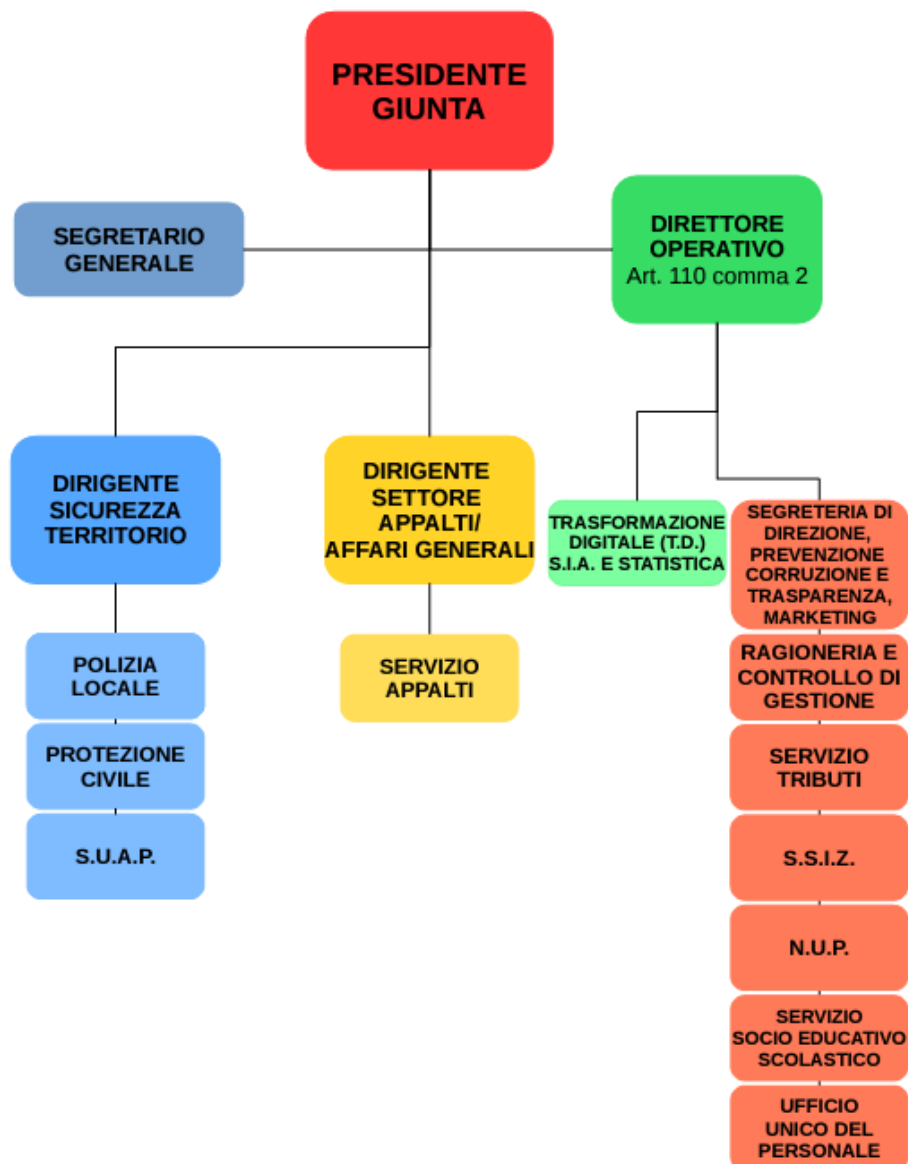 PRESIDENTE
GIUNTA
SEGRETARIO
GENERALE
DIRETTORE
OPERATIVO
Art. 110 comma 2
DIRIGENTE
SICUREZZA
TERRITORIO
DIRIGENTE
SETTORE
APPALTI/
AFFARI GENERALI
TRASFORMAZIONE
DIGITALE (T.D.)
S.I.A. E STATISTICA
SEGRETERIA DI
DIREZIONE,
PREVENZIONE
CORRUZIONE E
TRASPARENZA,
MARKETING
POLIZIA
LOCALE
PROTEZIONE
CIVILE
S.U.A.P.
SERVIZIO
APPALTI
RAGIONERIA E
CONTROLLO DI
GESTIONE
SERVIZIO
TRIBUTI
S.S.I.Z.
N.U.P.
SERVIZIO
SOCIO EDUCATIVO
SCOLASTICO
UFFICIO
UNICO DEL
PERSONALE